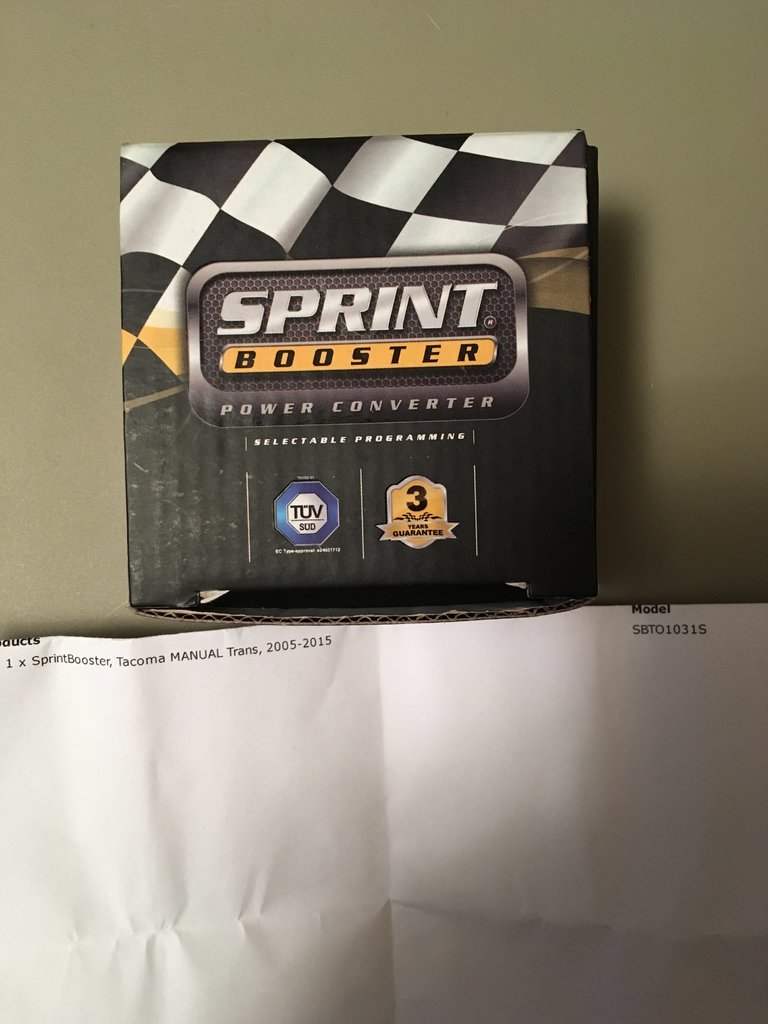 SPRINT®
BOOSTER
POWER CONVERTER
SELECTABLE PROGRAMMING
TÜV
SÜD
3
YEARS
GUARANTEE
Products
Model
1 x SprintBooster, Tacoma MANUAL Trans, 2005-2015
SBTO1031S